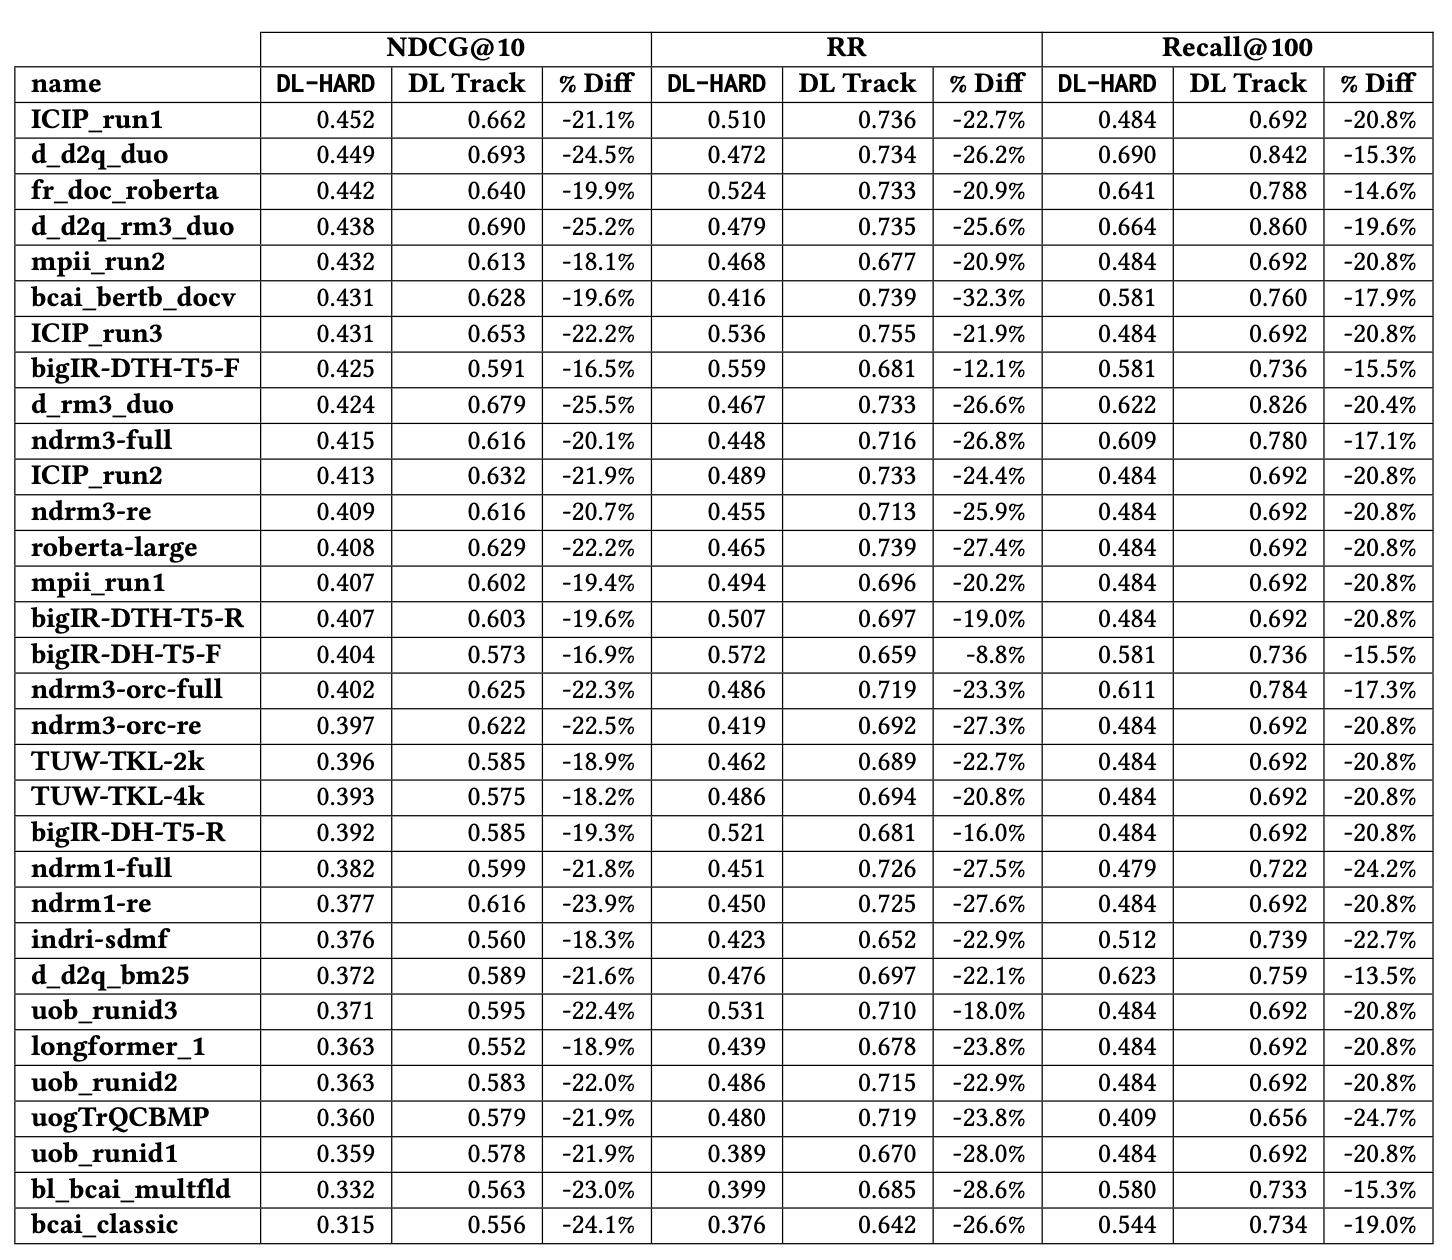 NDCG@10 RR Recall@100
name DL-HARD DL Track % Diff DL-HARD DL Track % Diff DL-HARD DL Track % Diff
ICIP_run1 0.452 0.662 -21.1% 0.510 0.736 -22.7% 0.484 0.692 -20.8%
d_d2q_duo 0.449 0.693 -24.5% 0.472 0.734 -26.2% 0.690 0.842 -15.3%
fr_doc_roberta 0.442 0.640 -19.9% 0.524 0.733 -20.9% 0.641 0.788 -14.6%
d_d2q_rm3_duo 0.438 0.690 -25.2% 0.479 0.735 -25.6% 0.664 0.860 -19.6%
mpii_run2 0.432 0.613 -18.1% 0.468 0.677 -20.9% 0.484 0.692 -20.8%
bcai_bertb_docv 0.431 0.628 -19.6% 0.416 0.739 -32.3% 0.581 0.760 -17.9%
ICIP_run3 0.431 0.653 -22.2% 0.536 0.755 -21.9% 0.484 0.692 -20.8%
bigIR-DTH-T5-F 0.425 0.591 -16.5% 0.559 0.681 -12.1% 0.581 0.736 -15.5%
d_rm3_duo 0.424 0.679 -25.5% 0.467 0.733 -26.6% 0.622 0.826 -20.4%
ndrm3-full 0.415 0.616 -20.1% 0.448 0.716 -26.8% 0.609 0.780 -17.1%
ICIP_run2 0.413 0.632 -21.9% 0.489 0.733 -24.4% 0.484 0.692 -20.8%
ndrm3-re 0.409 0.616 -20.7% 0.455 0.713 -25.9% 0.484 0.692 -20.8%
roberta-large 0.408 0.629 -22.2% 0.465 0.739 -27.4% 0.484 0.692 -20.8%
mpii_run1 0.407 0.602 -19.4% 0.494 0.696 -20.2% 0.484 0.692 -20.8%
bigIR-DTH-T5-R 0.407 0.603 -19.6% 0.507 0.697 -19.0% 0.484 0.692 -20.8%
bigIR-DH-T5-F 0.404 0.573 -16.9% 0.572 0.659 -8.8% 0.581 0.736 -15.5%
ndrm3-orc-full 0.402 0.625 -22.3% 0.486 0.719 -23.3% 0.611 0.784 -17.3%
ndrm3-orc-re 0.397 0.622 -22.5% 0.419 0.692 -27.3% 0.484 0.692 -20.8%
TUW-TKL-2k 0.396 0.585 -18.9% 0.462 0.689 -22.7% 0.484 0.692 -20.8%
TUW-TKL-4k 0.393 0.575 -18.2% 0.486 0.694 -20.8% 0.484 0.692 -20.8%
bigIR-DH-T5-R 0.392 0.585 -19.3% 0.521 0.681 -16.0% 0.484 0.692 -20.8%
ndrm1-full 0.382 0.599 -21.8% 0.451 0.726 -27.5% 0.479 0.722 -24.2%
ndrm1-re 0.377 0.616 -23.9% 0.450 0.725 -27.6% 0.484 0.692 -20.8%
indri-sdmf 0.376 0.560 -18.3% 0.423 0.652 -22.9% 0.512 0.739 -22.7%
d_d2q_bm25 0.372 0.589 -21.6% 0.476 0.697 -22.1% 0.623 0.759 -13.5%
uob_runid3 0.371 0.595 -22.4% 0.531 0.710 -18.0% 0.484 0.692 -20.8%
longformer_1 0.363 0.552 -18.9% 0.439 0.678 -23.8% 0.484 0.692 -20.8%
uob_runid2 0.363 0.583 -22.0% 0.486 0.715 -22.9% 0.484 0.692 -20.8%
uogTrQCBMP 0.360 0.579 -21.9% 0.480 0.719 -23.8% 0.409 0.656 -24.7%
uob_runid1 0.359 0.578 -21.9% 0.389 0.670 -28.0% 0.484 0.692 -20.8%
bl_bcai_multfld 0.332 0.563 -23.0% 0.399 0.685 -28.6% 0.580 0.733 -15.3%
bcai_classic 0.315 0.556 -24.1% 0.376 0.642 -26.6% 0.544 0.734 -19.0%